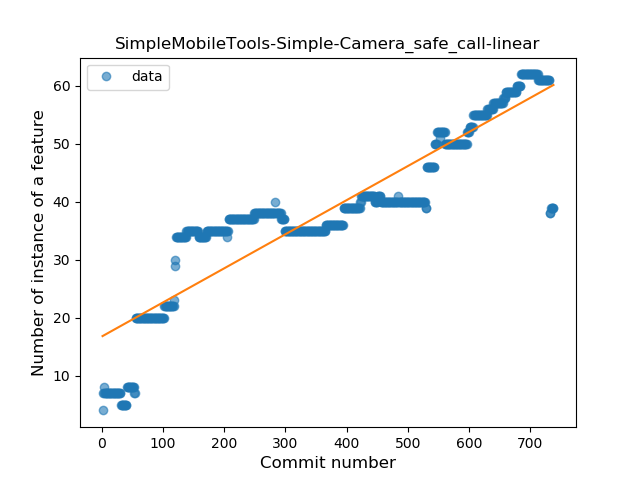 SimpleMobileTools-Simple-Camera_safe_call-linear
data
Number of instance of a feature
60
50
40
30
20
10
0 100 200 300 400 500 600 700
Commit number